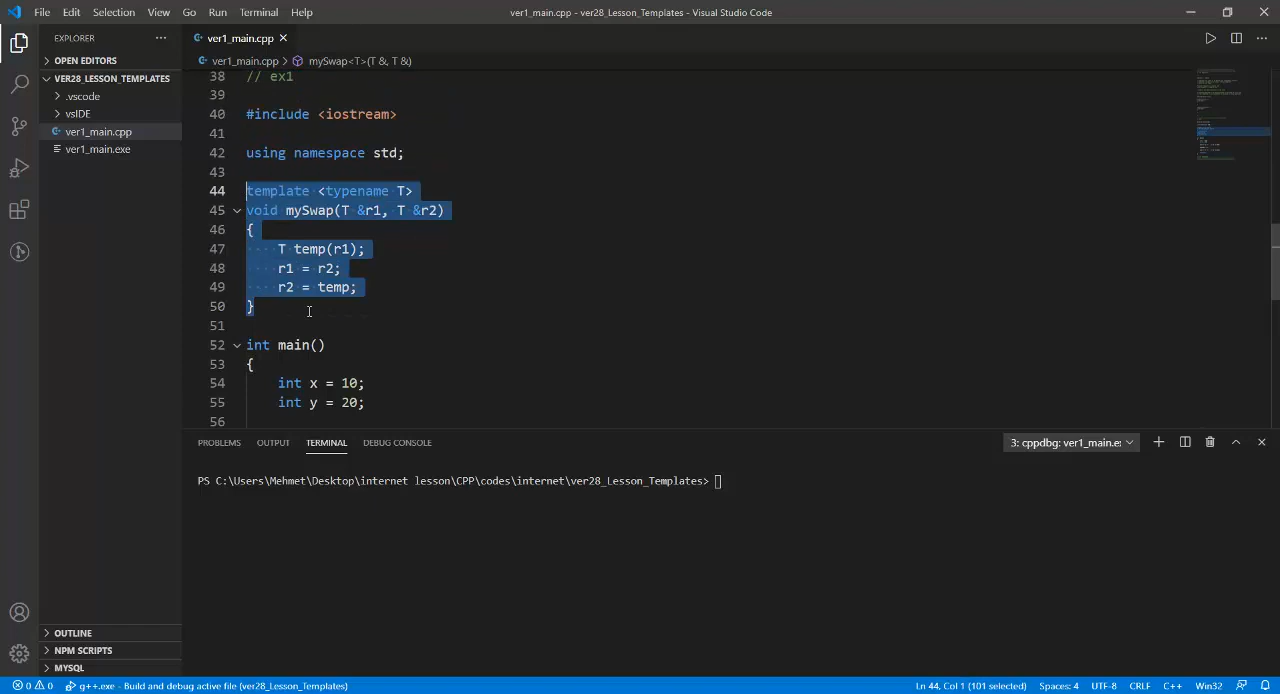 File Edit Selection View Go Run Terminal Help
ver1_main.cpp - ver28_Lesson_Templates - Visual Studio Code
EXPLORER
OPEN EDITORS
VER28_LESSON_TEMPLATES
.vscode
vsIDE
ver1_main.cpp
ver1_main.exe
OUTLINE
NPM SCRIPTS
MYSQL
ver1_main.cpp
ver1_main.cpp > mySwap<T>(T &, T &)
38 // ex1
39
40 #include <iostream>
41
42 using namespace std;
43
44 template <typename T>
45 void mySwap(T &r1, T &r2)
46 {
47 T temp(r1);
48 r1 = r2;
49 r2 = temp;
50 }
51
52 int main()
53 {
54 int x = 10;
55 int y = 20;
56
PROBLEMS OUTPUT TERMINAL DEBUG CONSOLE
3: cppdbg: ver1_main.e
PS C:\Users\Mehmet\Desktop\internet lesson\CPP\codes\internet\ver28_Lesson_Templates>
0 0 g++.exe - Build and debug active file (ver28_Lesson_Templates)
Ln 44, Col 1 (101 selected) Spaces: 4 UTF-8 CRLF C++ Win32